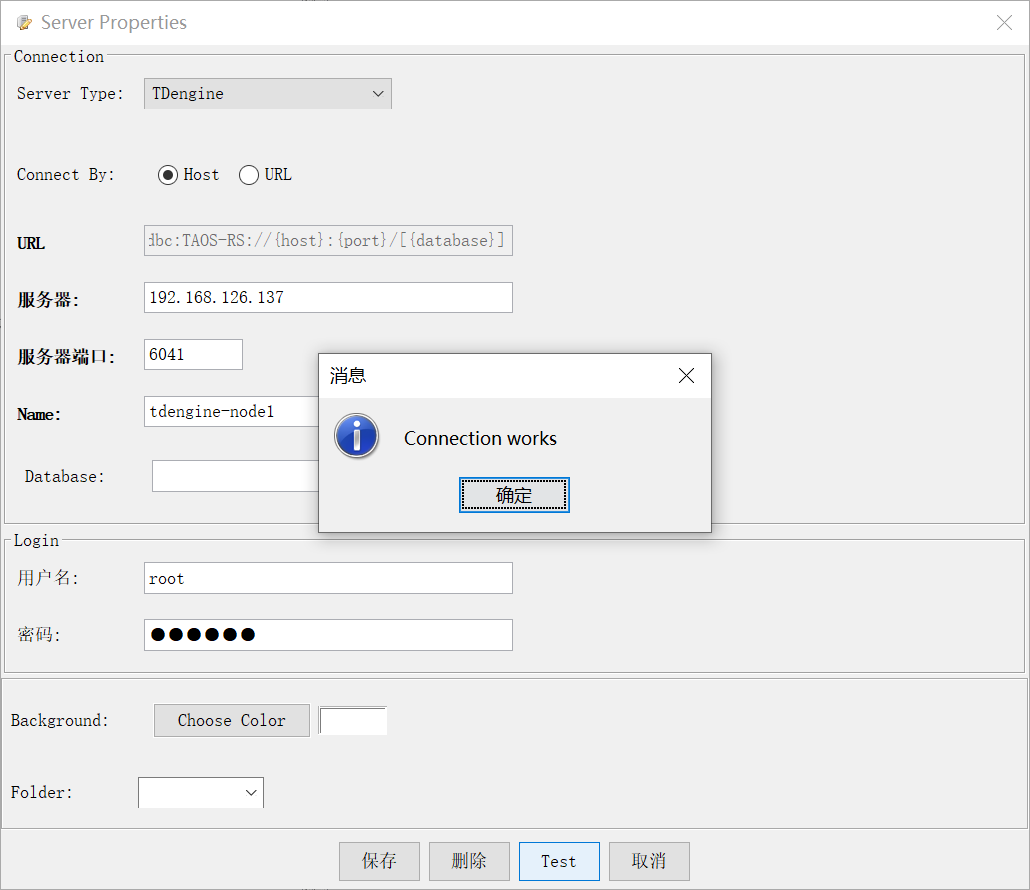 Server Properties
Connection
Server Type: TDengine
Connect By: Host URL
URL dbc:TAOS-RS://{host}:{port}/[{database}]
服务器: 192.168.126.137
服务器端口: 6041
Name: tdengine-node1
Database:
消息
Connection works
确定
Login
用户名: root
密码: ●●●●●●
Background: Choose Color
Folder:
保存 删除 Test 取消